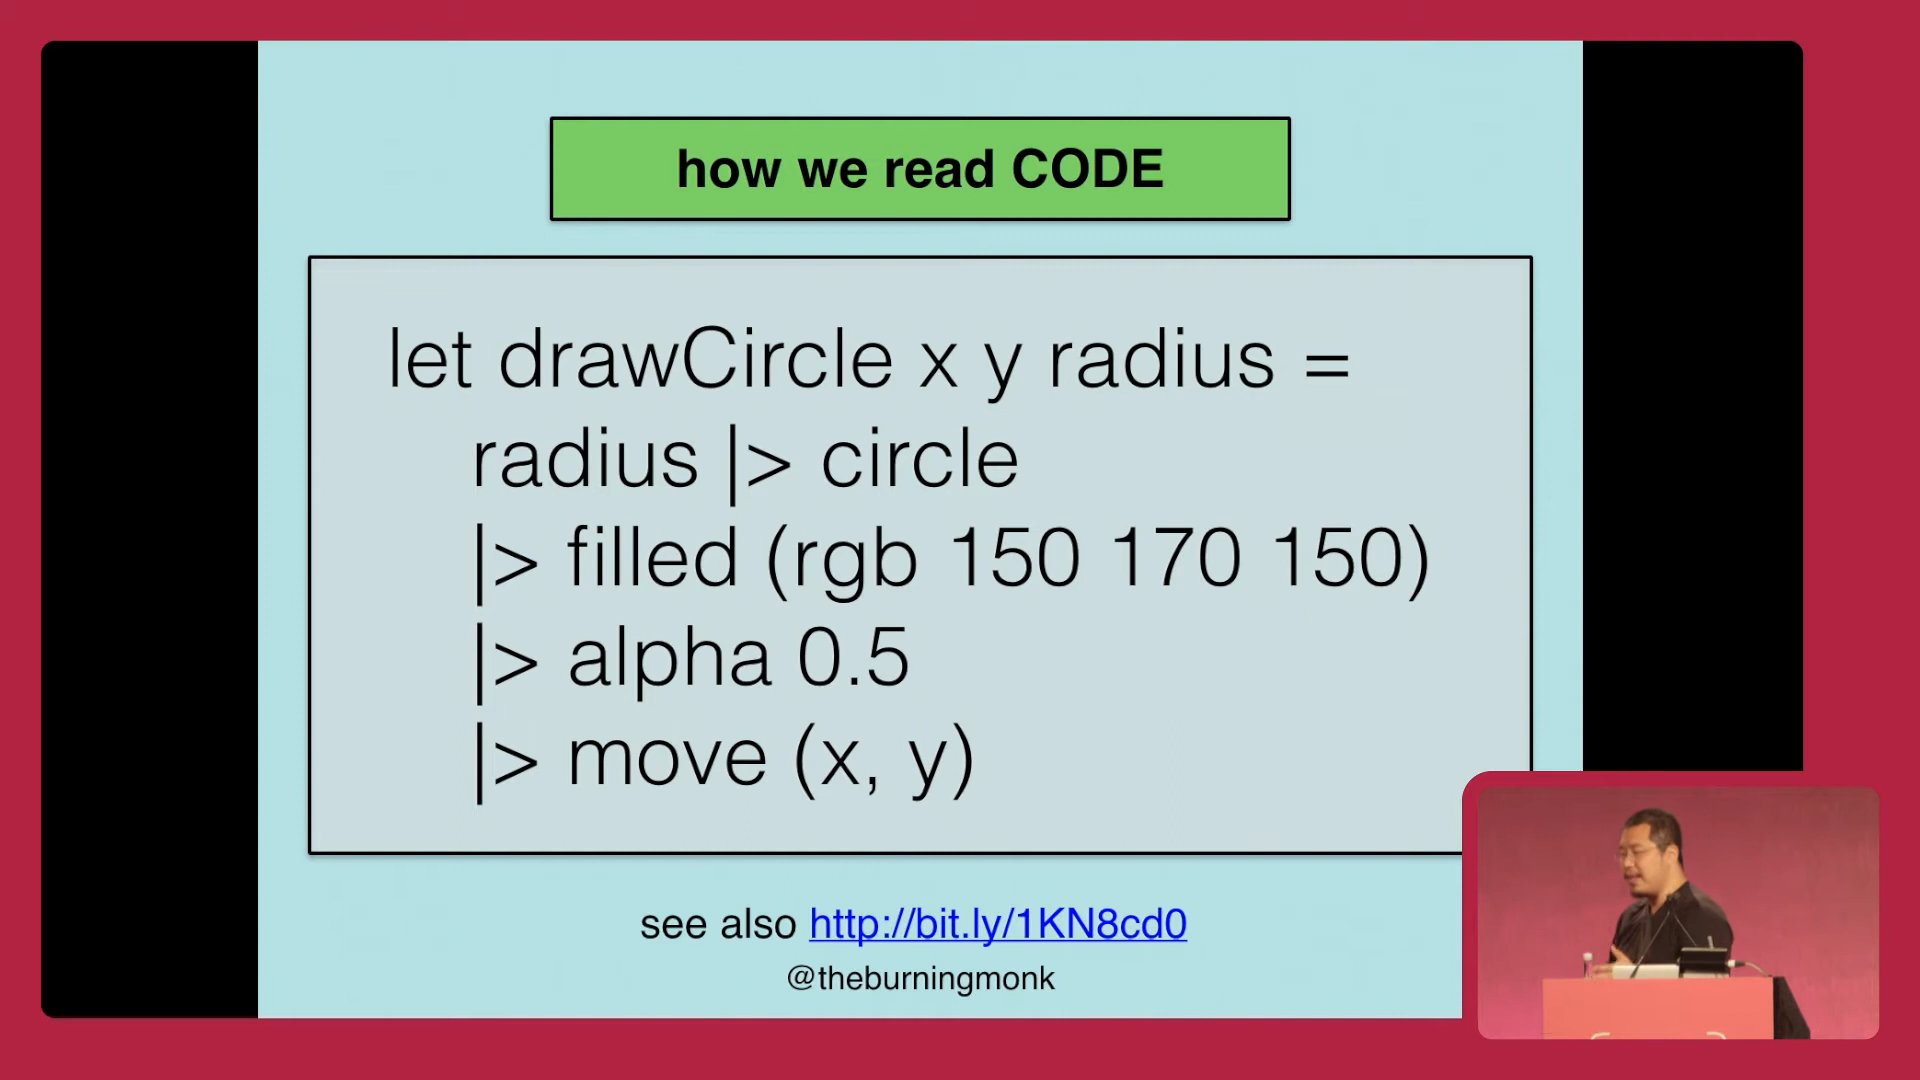 how we read CODE
let drawCircle x y radius =
radius |> circle
|> filled (rgb 150 170 150)
|> alpha 0.5
|> move (x, y)
see also http://bit.ly/1KN8cd0
@theburningmonk